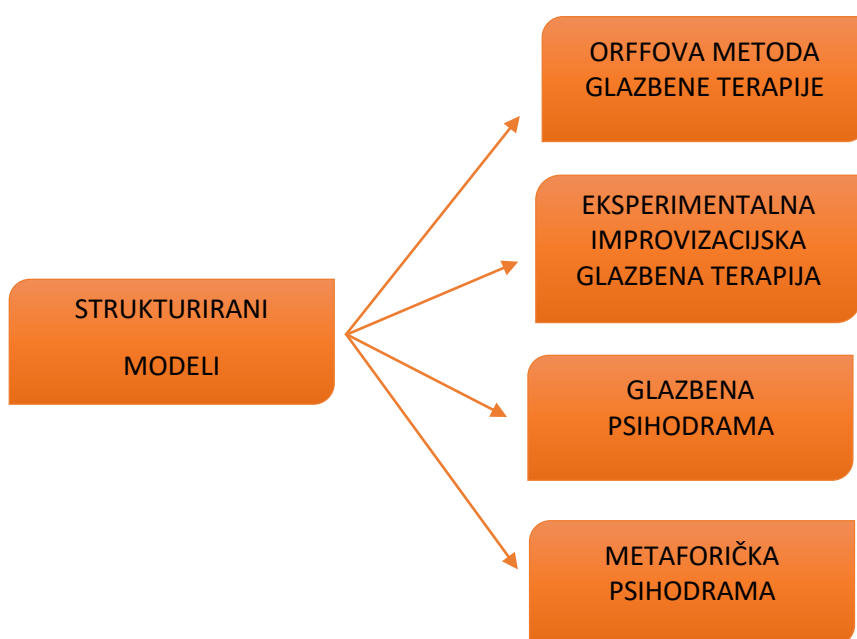 ORFFOVA METODA
GLAZBENE TERAPIJE
EKSPERIMENTALNA
IMPROVIZACIJSKA
GLAZBENA TERAPIJA
STRUKTURIRANI
MODELI
GLAZBENA
PSIHODRAMA
METAFORIČKA
PSIHODRAMA